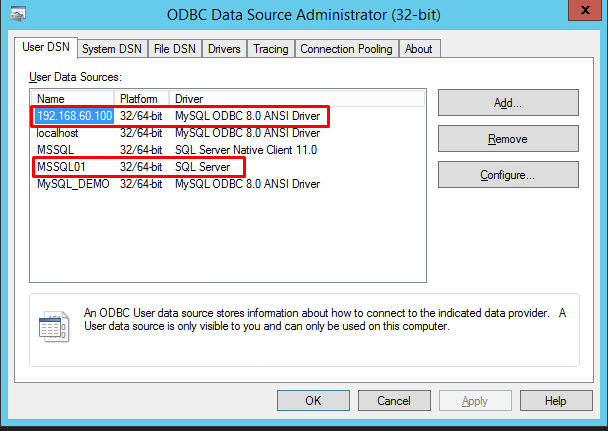 ODBC Data Source Administrator (32-bit)
x
User DSN System DSN File DSN Drivers Tracing Connection Pooling About
User Data Sources:
Name Platform Driver
192.168.60.100 32/64-bit MySQL ODBC 8.0 ANSI Driver
localhost 32/64-bit MySQL ODBC 8.0 ANSI Driver
MSSQL 32/64-bit SQL Server Native Client 11.0
MSSQL01 32/64-bit SQL Server
MySQL_DEMO 32/64-bit MySQL ODBC 8.0 ANSI Driver
Add...
Remove
Configure...
An ODBC User data source stores information about how to connect to the indicated data provider. A
User data source is only visible to you and can only be used on this computer.
OK Cancel Apply Help